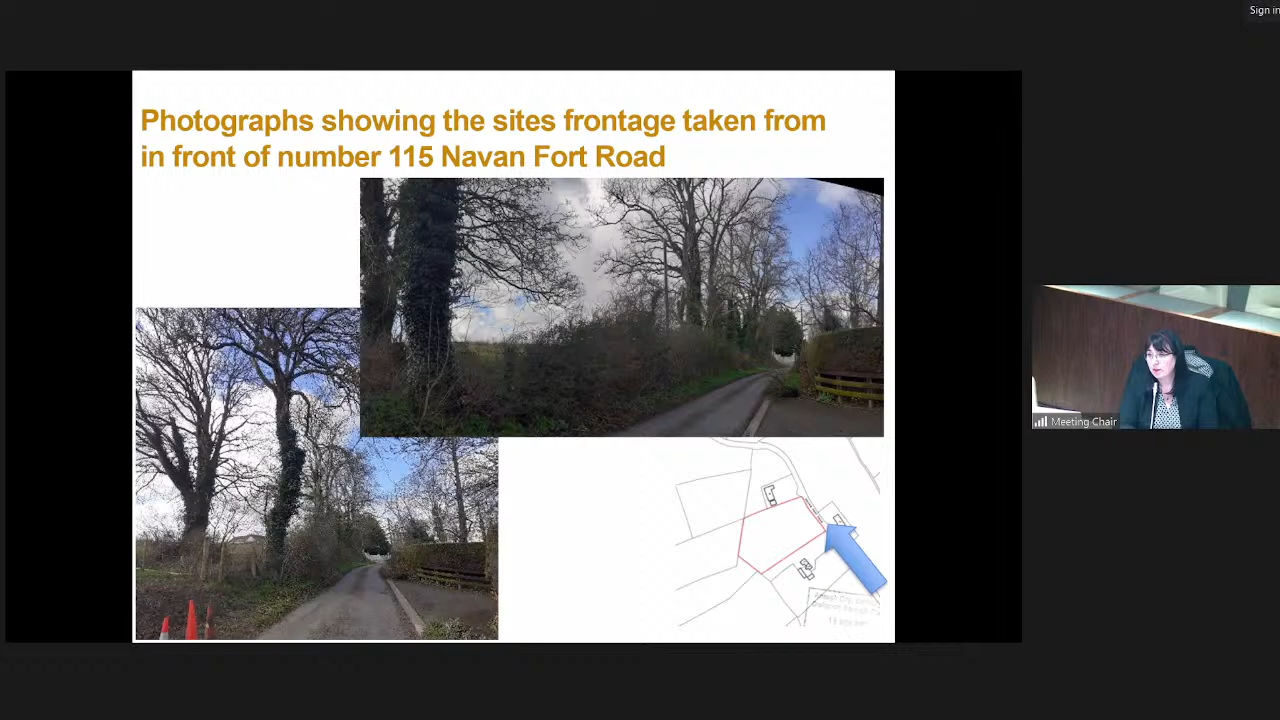 Sign in
Photographs showing the sites frontage taken from
in front of number 115 Navan Fort Road
Meeting Chair